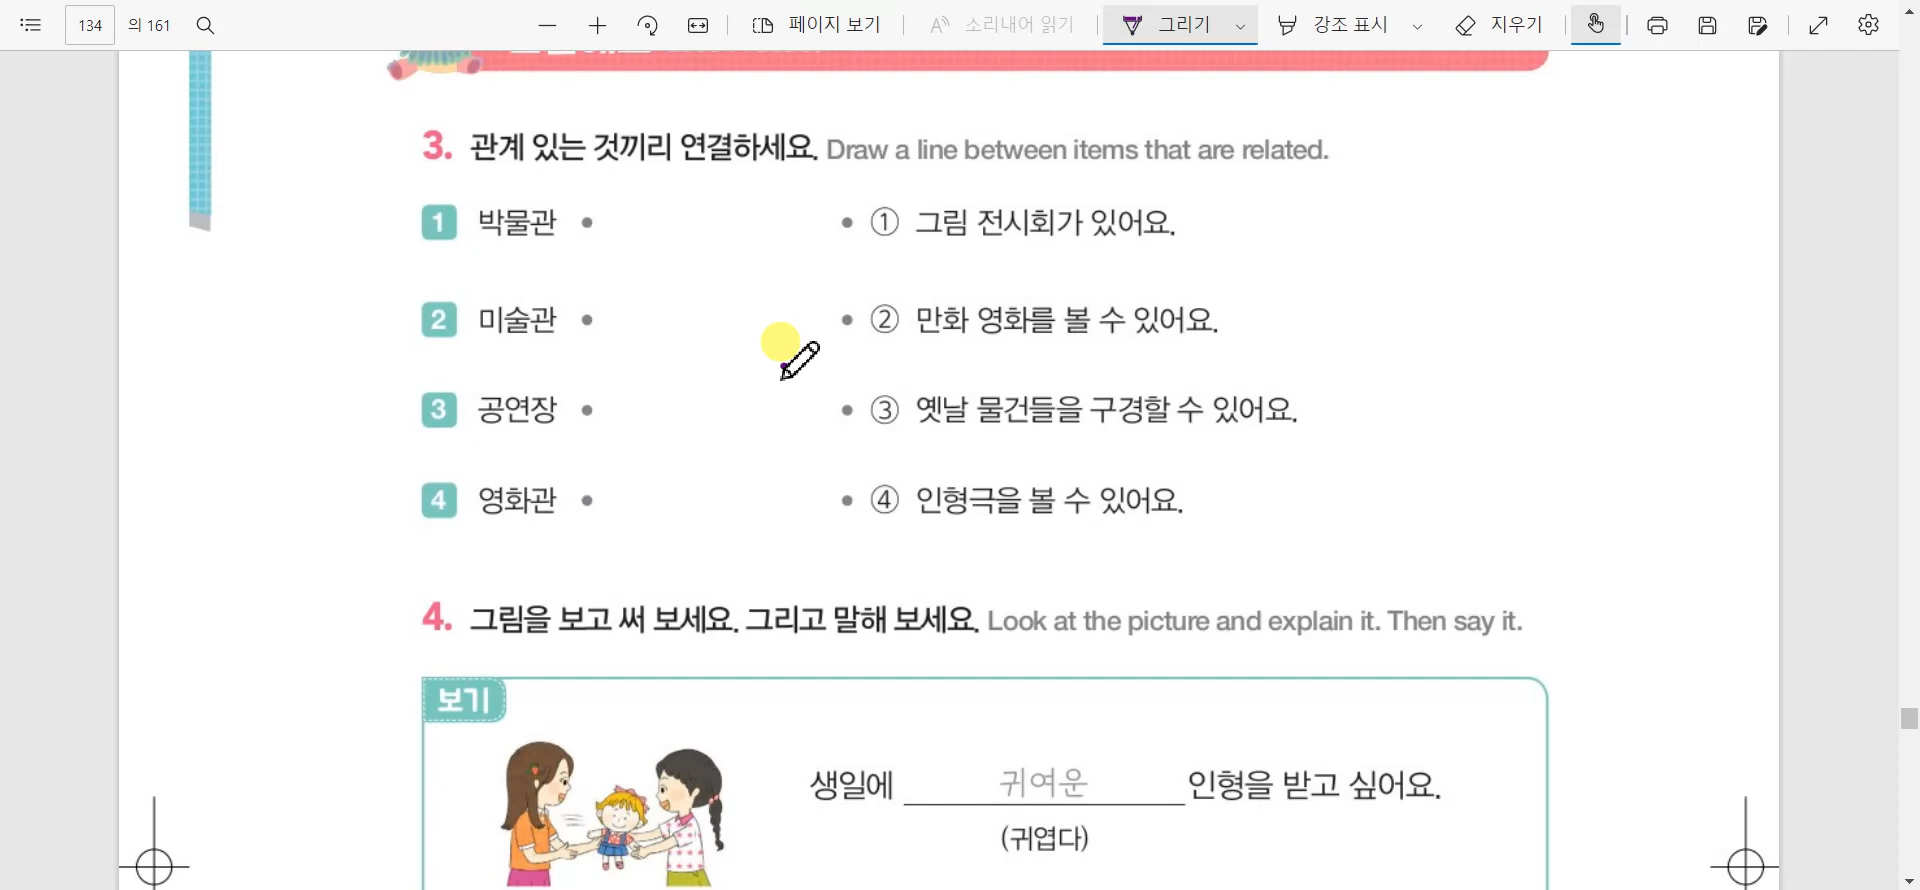 134 의 161 페이지 보기 소리내어 읽기 그리기 강조 표시 지우기
3. 관계 있는 것끼리 연결하세요. Draw a line between items that are related.
1 박물관 • • ① 그림 전시회가 있어요.
2 미술관 • • ② 만화 영화를 볼 수 있어요.
3 공연장 • • ③ 옛날 물건들을 구경할 수 있어요.
4 영화관 • • ④ 인형극을 볼 수 있어요.
4. 그림을 보고 써 보세요. 그리고 말해 보세요. Look at the picture and explain it. Then say it.
보기
생일에 귀여운 인형을 받고 싶어요.
(귀엽다)